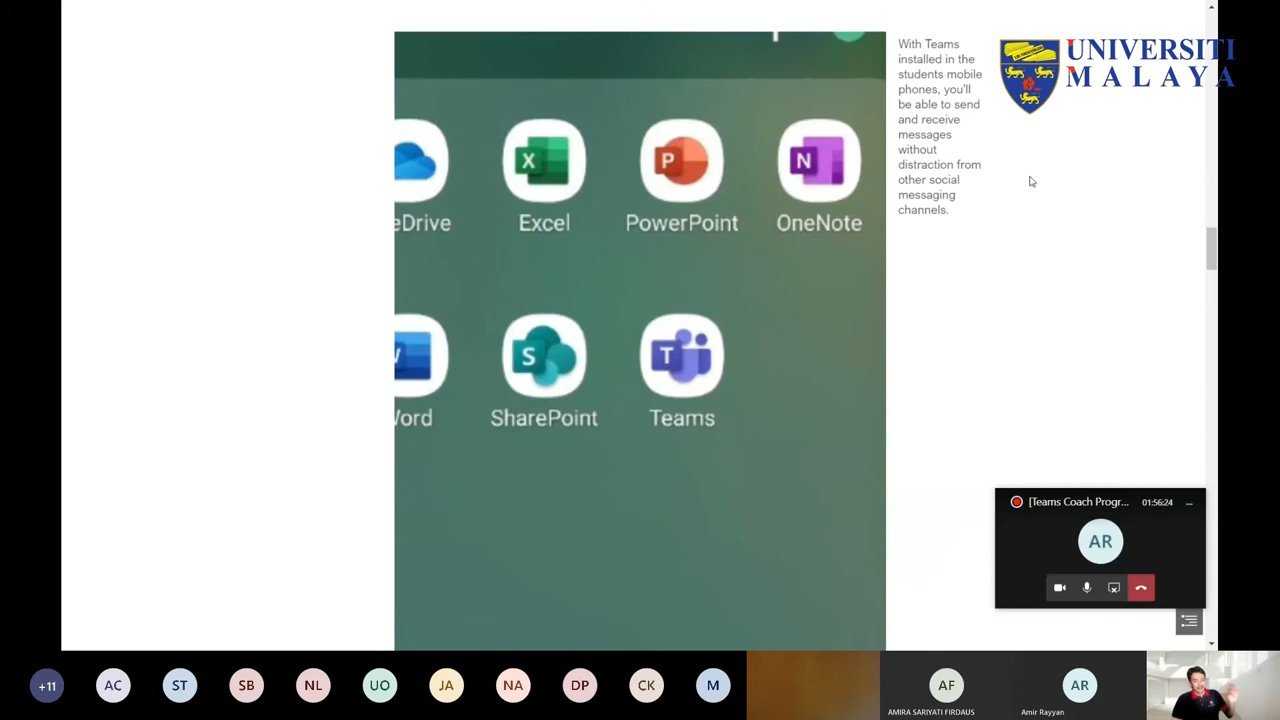 With Teams
installed in the
students mobile
phones, you'll
be able to send
and receive
messages
without
distraction from
other social
messaging
channels.
UNIVERSITI
MALAYA
X
P
N
eDrive
Excel
PowerPoint
OneNote
W
S
T
Word
SharePoint
Teams
[Teams Coach Progr...
01:56:24
AR
+11
AC
ST
SB
NL
UO
JA
NA
DP
CK
M
AF
AMIRA SARIYATI FIRDAUS
AR
Amir Rayyan